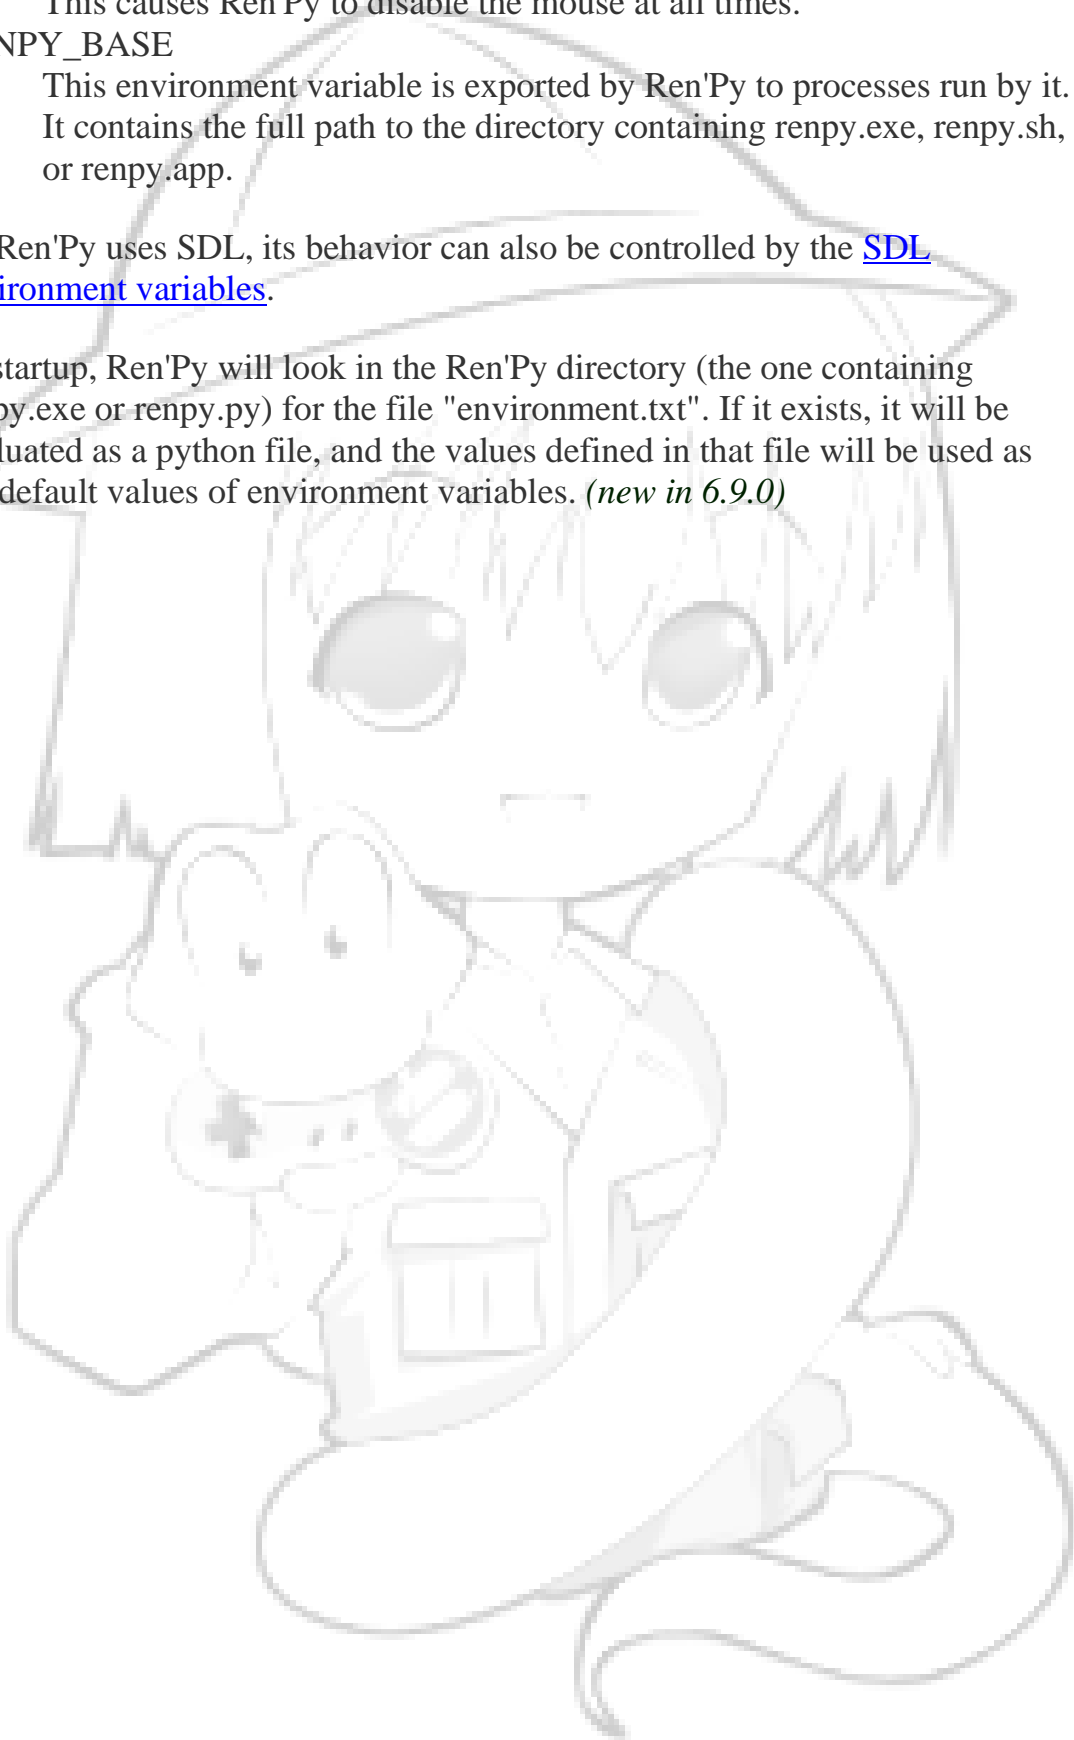 This causes Ren'Py to disable the mouse at all times.
NPY_BASE
This environment variable is exported by Ren'Py to processes run by it.
It contains the full path to the directory containing renpy.exe, renpy.sh,
or renpy.app.
Ren'Py uses SDL, its behavior can also be controlled by the SDL
ironment variables.
startup, Ren'Py will look in the Ren'Py directory (the one containing
py.exe or renpy.py) for the file "environment.txt". If it exists, it will be
luated as a python file, and the values defined in that file will be used as
default values of environment variables. (new in 6.9.0)